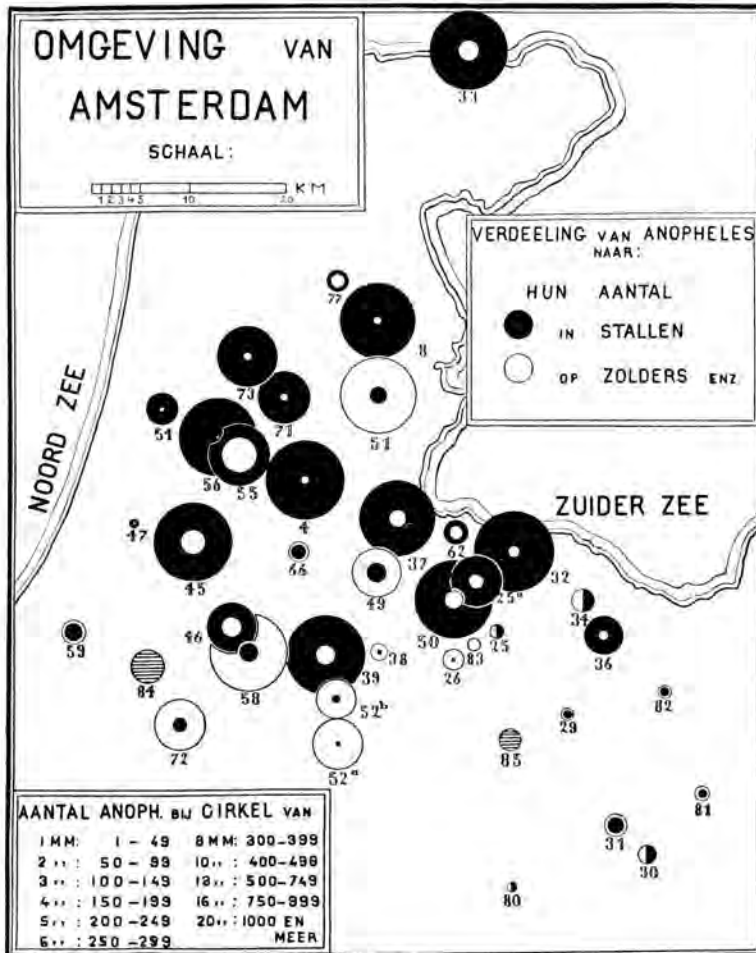 OMGEVING VAN
AMSTERDAM
SCHAAL:
1 2 3 4 5 10 20 KM
33
VERDEELING VAN ANOPHELES
NAAR:
HUN AANTAL
IN STALLEN
OP ZOLDERS ENZ.
NOORD ZEE
ZUIDER ZEE
77
8
73
71
51
51
56
55
4
47
45
66
37
62
32
49
50
25ª
34
36
46
58
59
84
39
38
25
83
26
52ᵇ
52ª
72
82
29
85
81
31
30
80
AANTAL ANOPH. BIJ CIRKEL VAN
1 MM: 1 - 49 8 MM: 300-399
2 ,, : 50 - 99 10 ,, : 400-498
3 ,, : 100-149 12 ,, : 500-749
4 ,, : 150-199 16 ,, : 750-999
5 ,, : 200-249 20 ,, : 1000 EN
6 ,, : 250-299 MEER